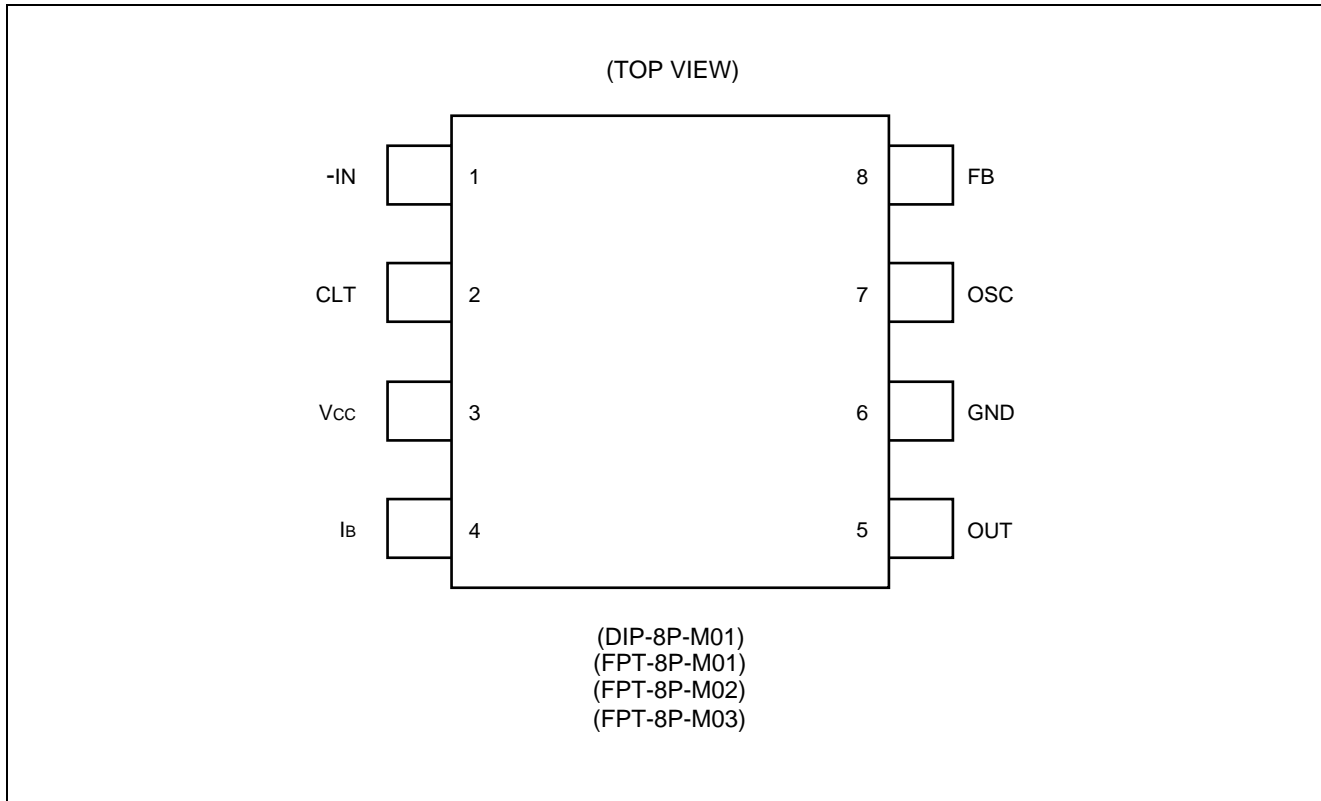 (TOP VIEW)
-IN 1 8 FB
CLT 2 7 OSC
VCC 3 6 GND
IB 4 5 OUT
(DIP-8P-M01)
(FPT-8P-M01)
(FPT-8P-M02)
(FPT-8P-M03)